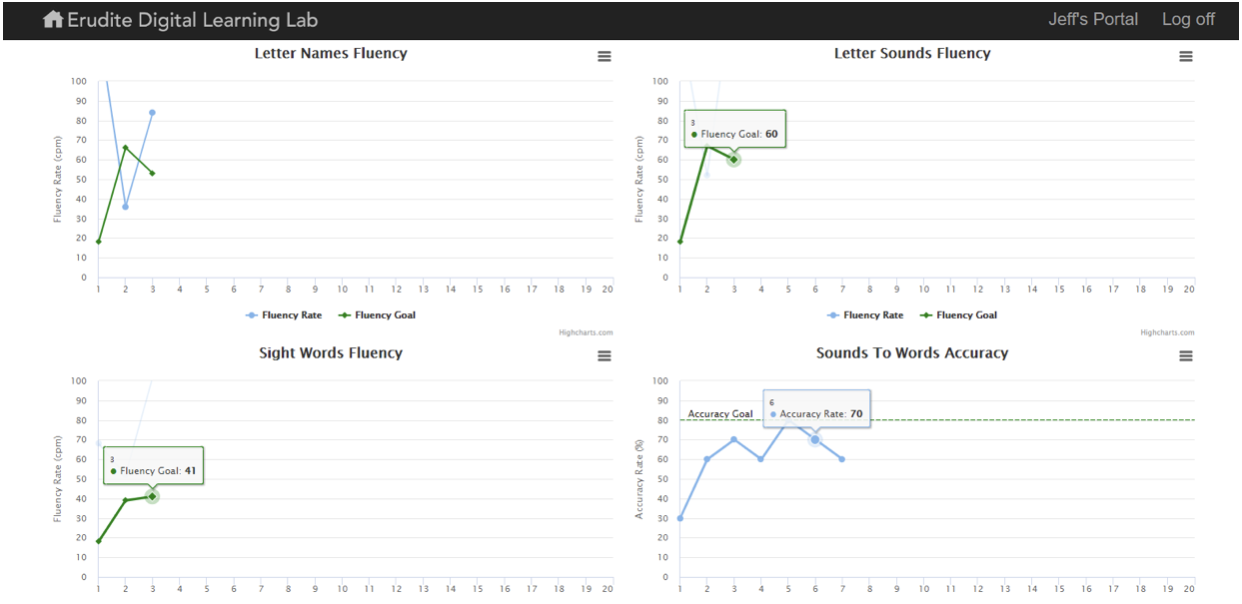 Erudite Digital Learning Lab
Jeff's Portal Log off
Letter Names Fluency
Fluency Rate (cpm)
100
90
80
70
60
50
40
30
20
10
0
1 2 3 4 5 6 7 8 9 10 11 12 13 14 15 16 17 18 19 20
Fluency Rate Fluency Goal
Highcharts.com
Letter Sounds Fluency
Fluency Rate (cpm)
100
90
80
70
60
50
40
30
20
10
0
3
Fluency Goal: 60
1 2 3 4 5 6 7 8 9 10 11 12 13 14 15 16 17 18 19 20
Fluency Rate Fluency Goal
Highcharts.com
Sight Words Fluency
Fluency Rate (cpm)
100
90
80
70
60
50
40
30
20
10
0
3
Fluency Goal: 41
1 2 3 4 5 6 7 8 9 10 11 12 13 14 15 16 17 18 19 20
Sounds To Words Accuracy
Accuracy Rate (%)
100
90
80
70
60
50
40
30
20
10
0
Accuracy Goal
6
Accuracy Rate: 70
1 2 3 4 5 6 7 8 9 10 11 12 13 14 15 16 17 18 19 20